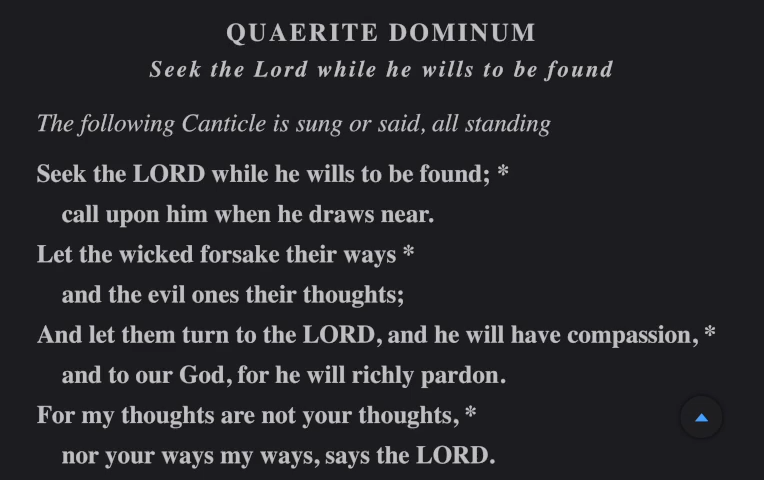 QUAERITE DOMINUM
Seek the Lord while he wills to be found
The following Canticle is sung or said, all standing
Seek the LORD while he wills to be found; *
call upon him when he draws near.
Let the wicked forsake their ways *
and the evil ones their thoughts;
And let them turn to the LORD, and he will have compassion, *
and to our God, for he will richly pardon.
For my thoughts are not your thoughts, *
nor your ways my ways, says the LORD.